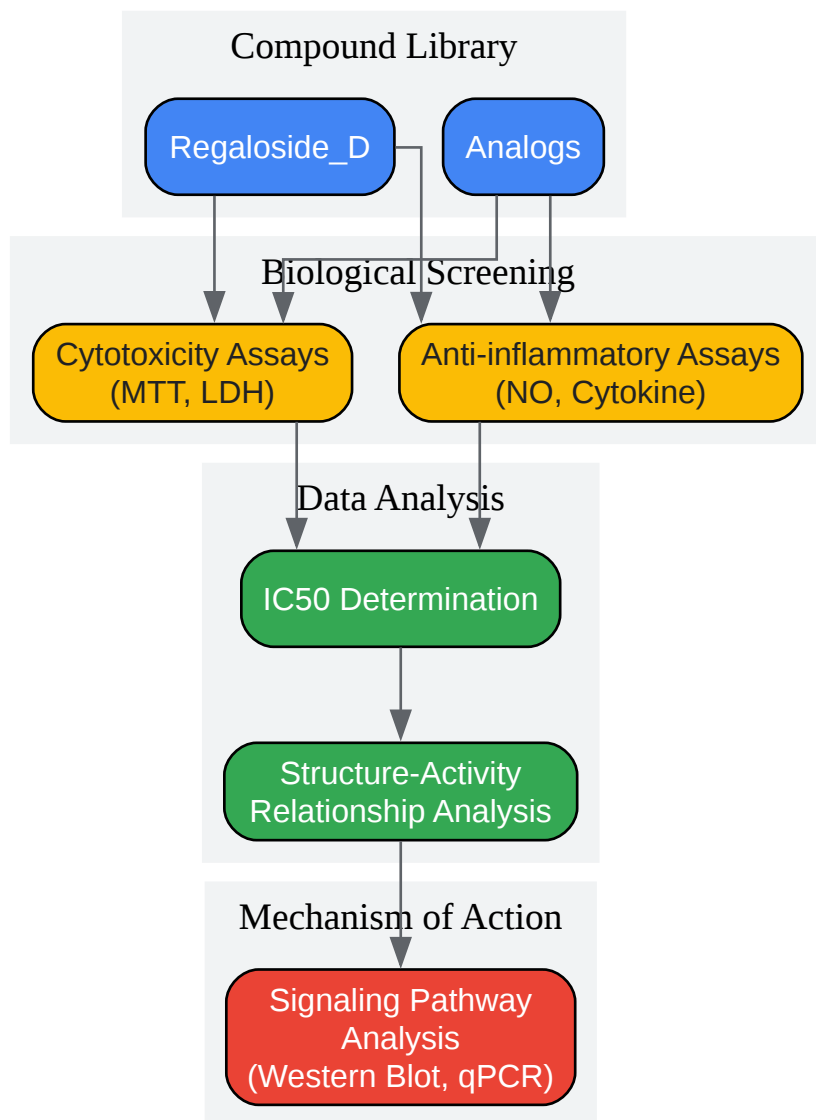 Compound Library
Regaloside_D
Analogs
Biological Screening
Cytotoxicity Assays
(MTT, LDH)
Anti-inflammatory Assays
(NO, Cytokine)
Data Analysis
IC50 Determination
Structure-Activity
Relationship Analysis
Mechanism of Action
Signaling Pathway
Analysis
(Western Blot, qPCR)